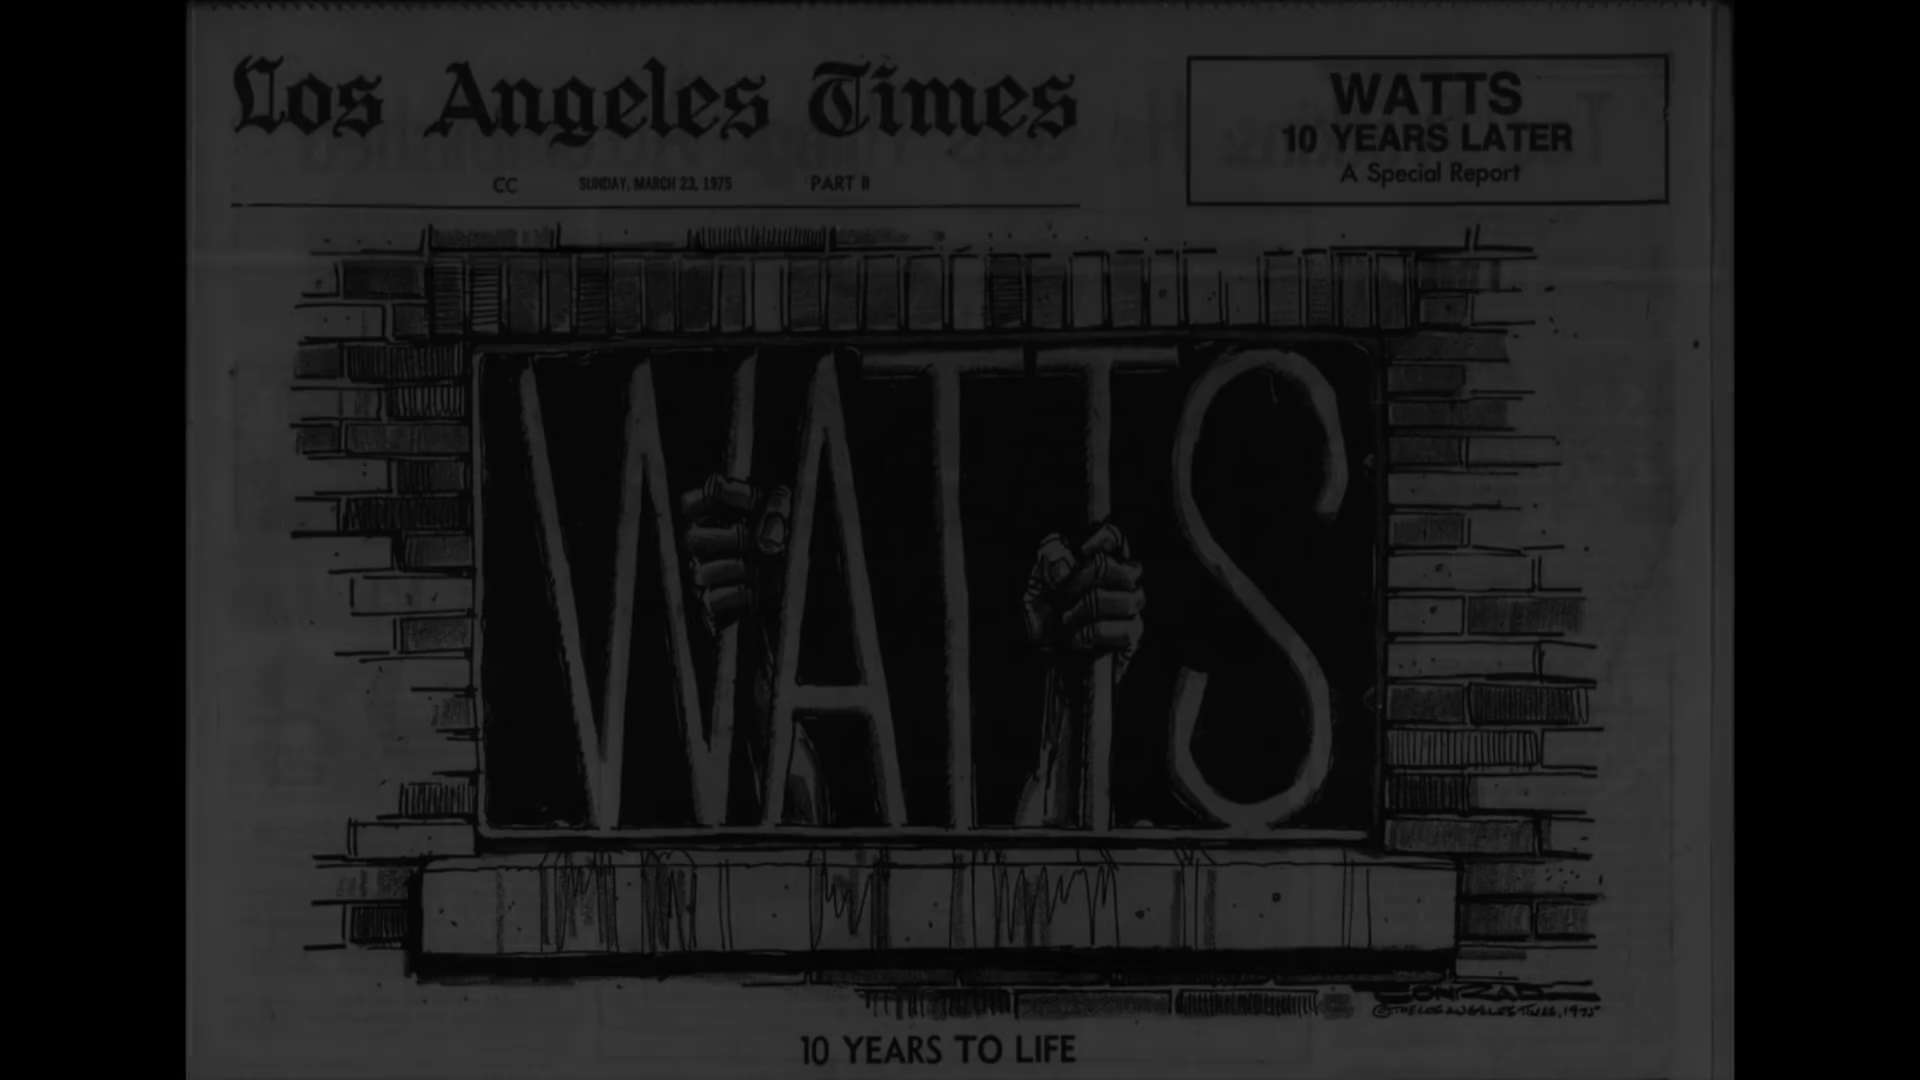 Los Angeles Times
CC SUNDAY, MARCH 23, 1975 PART II
WATTS
10 YEARS LATER
A Special Report
WATTS
CONRAD
© THE LOS ANGELES TIMES, 1975
10 YEARS TO LIFE